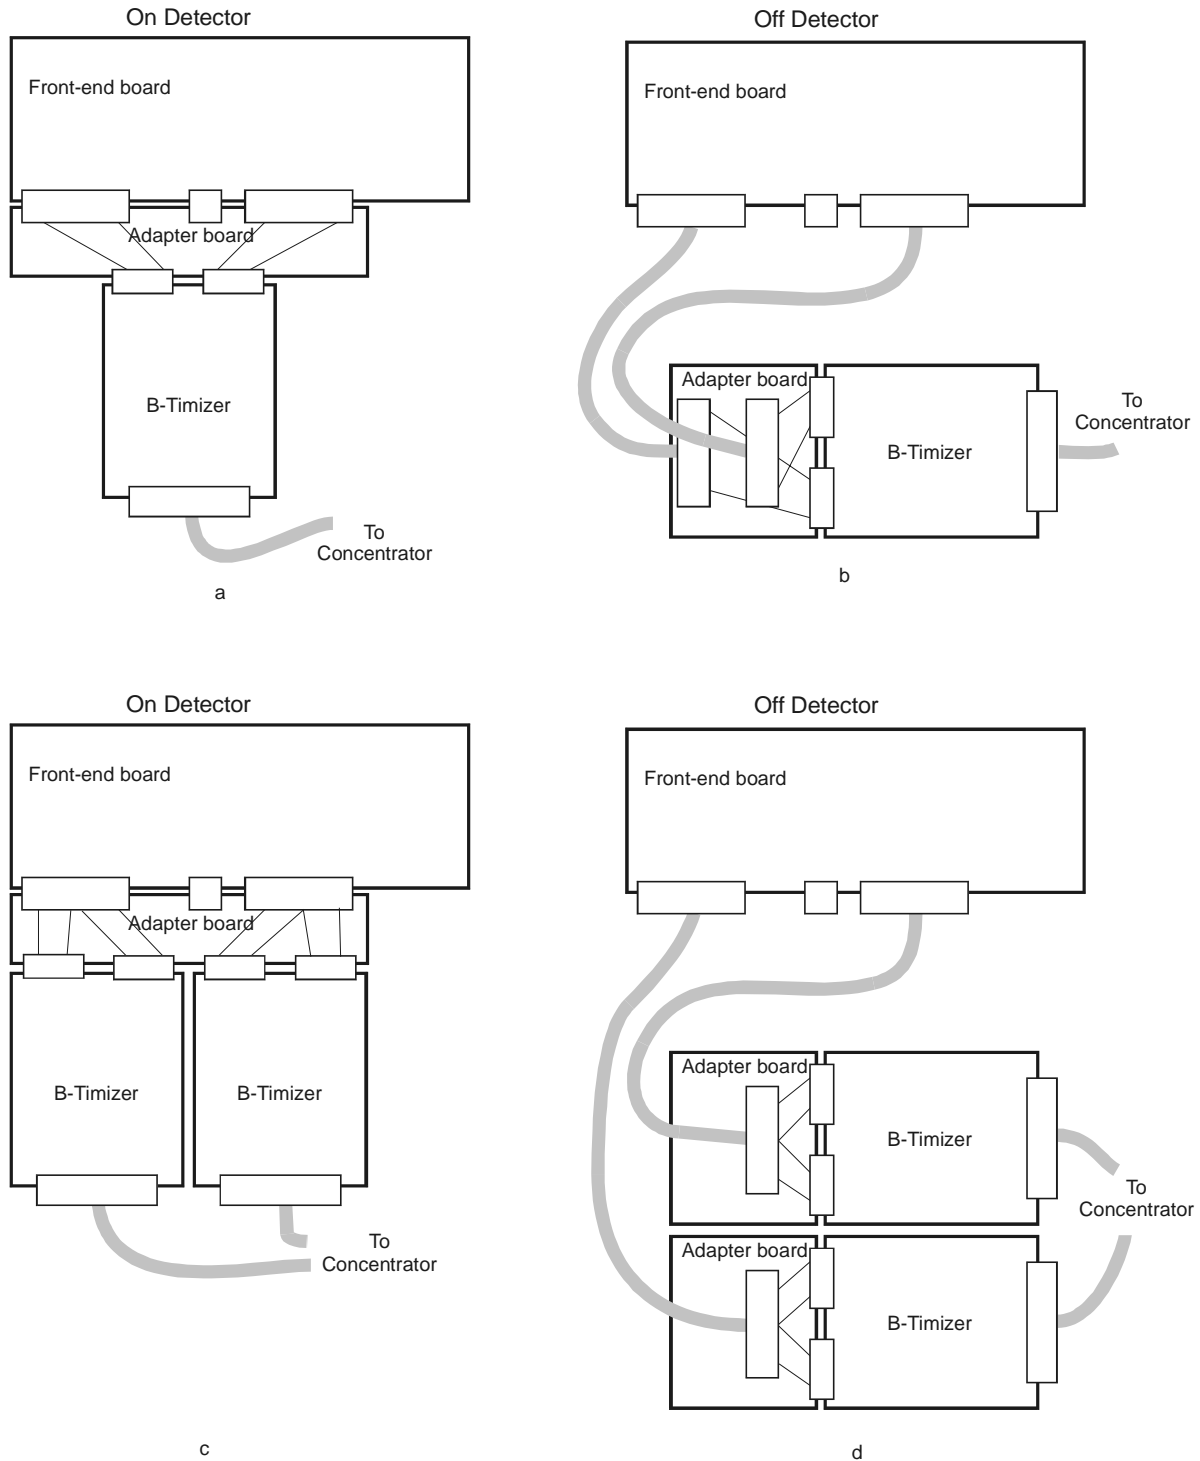 On Detector
Front-end board
Adapter board
B-Timizer
To
Concentrator
a
Off Detector
Front-end board
Adapter board
B-Timizer
To
Concentrator
b
On Detector
Front-end board
Adapter board
B-Timizer
B-Timizer
To
Concentrator
c
Off Detector
Front-end board
Adapter board
B-Timizer
To
Concentrator
Adapter board
B-Timizer
d